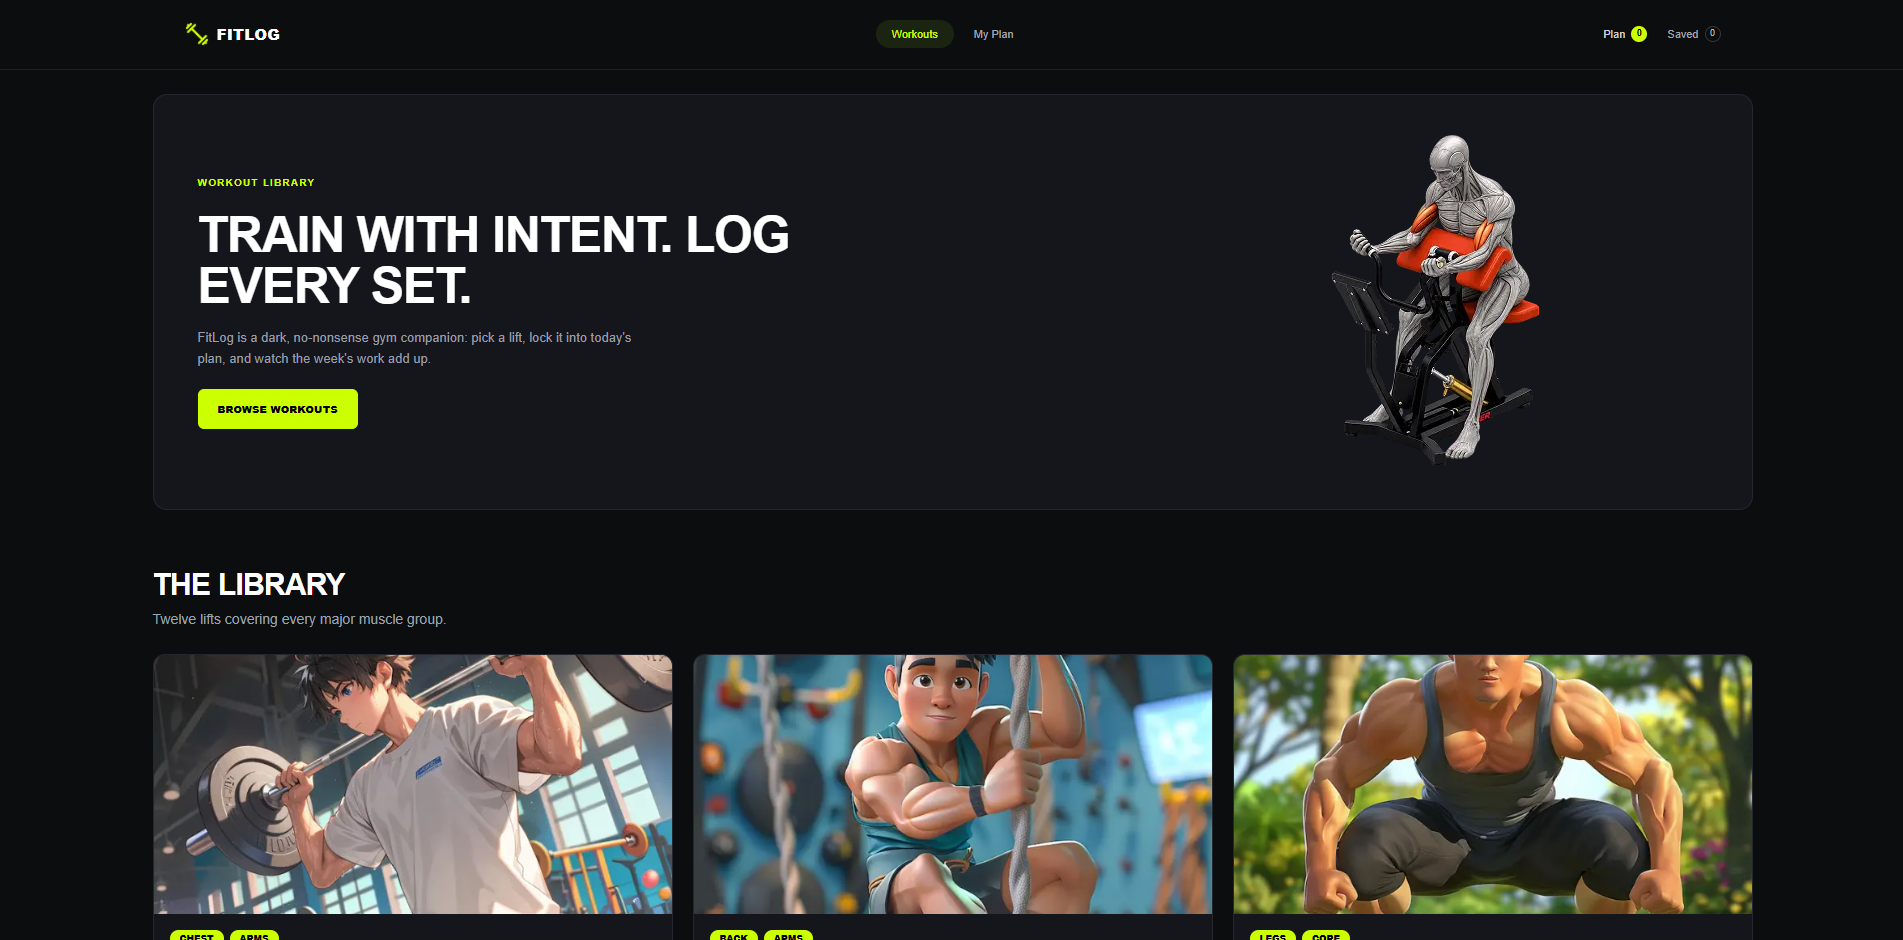 FITLOG
Workouts
My Plan
Plan 0
Saved 0
WORKOUT LIBRARY
TRAIN WITH INTENT. LOG
EVERY SET.
FitLog is a dark, no-nonsense gym companion: pick a lift, lock it into today's
plan, and watch the week's work add up.
BROWSE WORKOUTS
THE LIBRARY
Twelve lifts covering every major muscle group.
CHEST ARMS
BACK ARMS
LEGS CORE